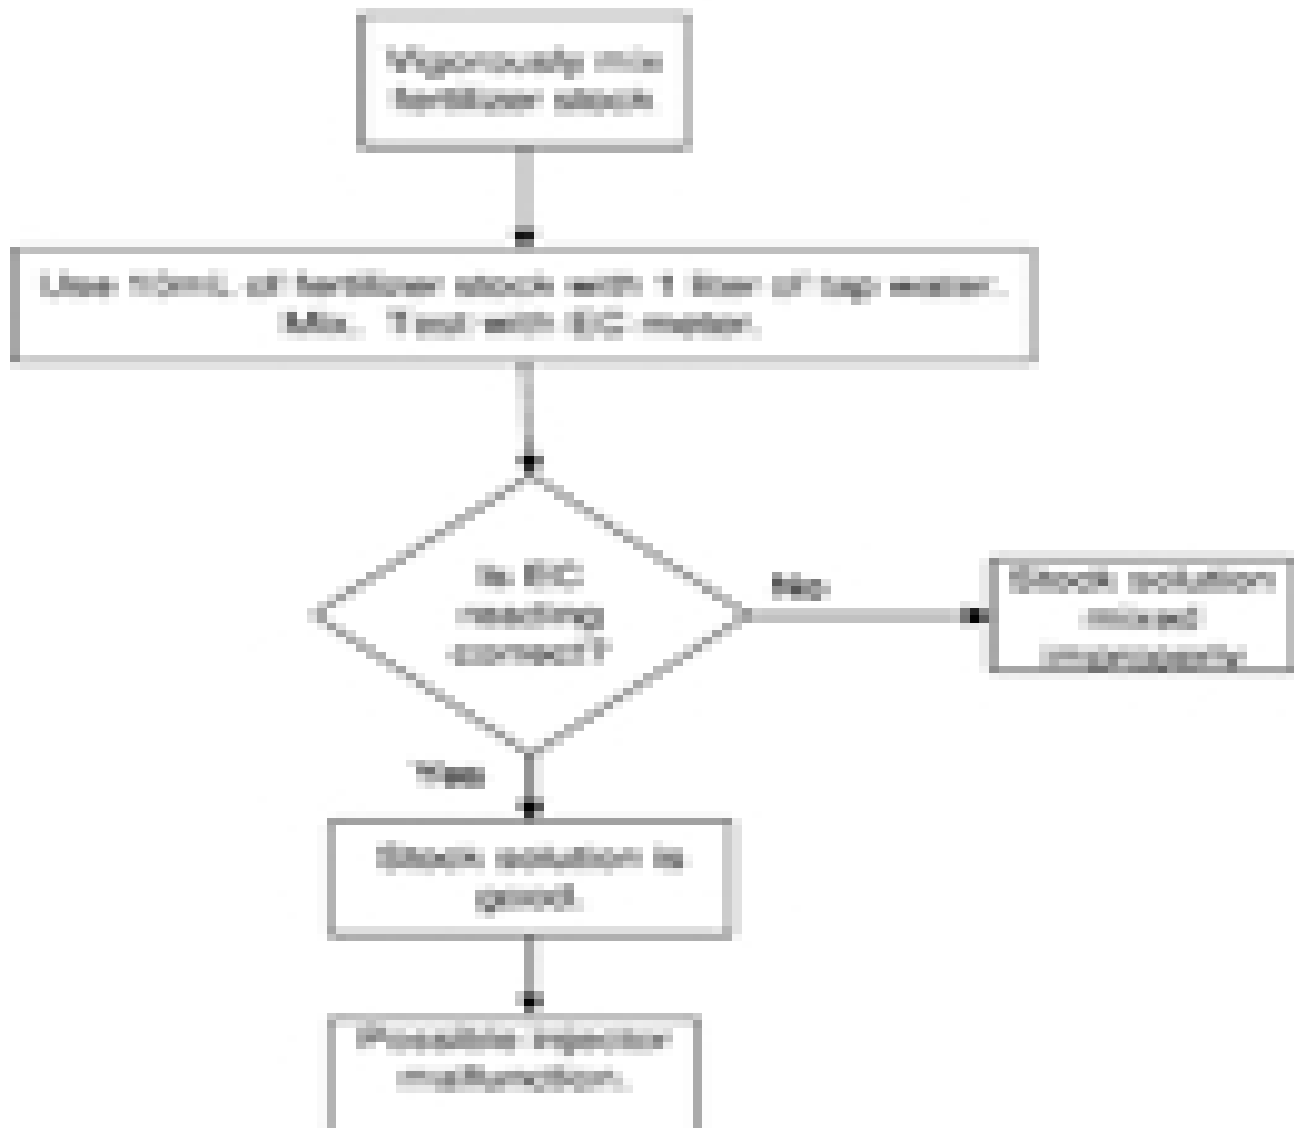 Vigorously mix
fertilizer stock
Use 10mL of fertilizer stock with 1 liter of tap water.
Mix.  Test with EC meter.
Is EC
reading
correct?
No
Stock solution
mixed
improperly
Yes
Stock solution is
good.
Possible injector
malfunction.